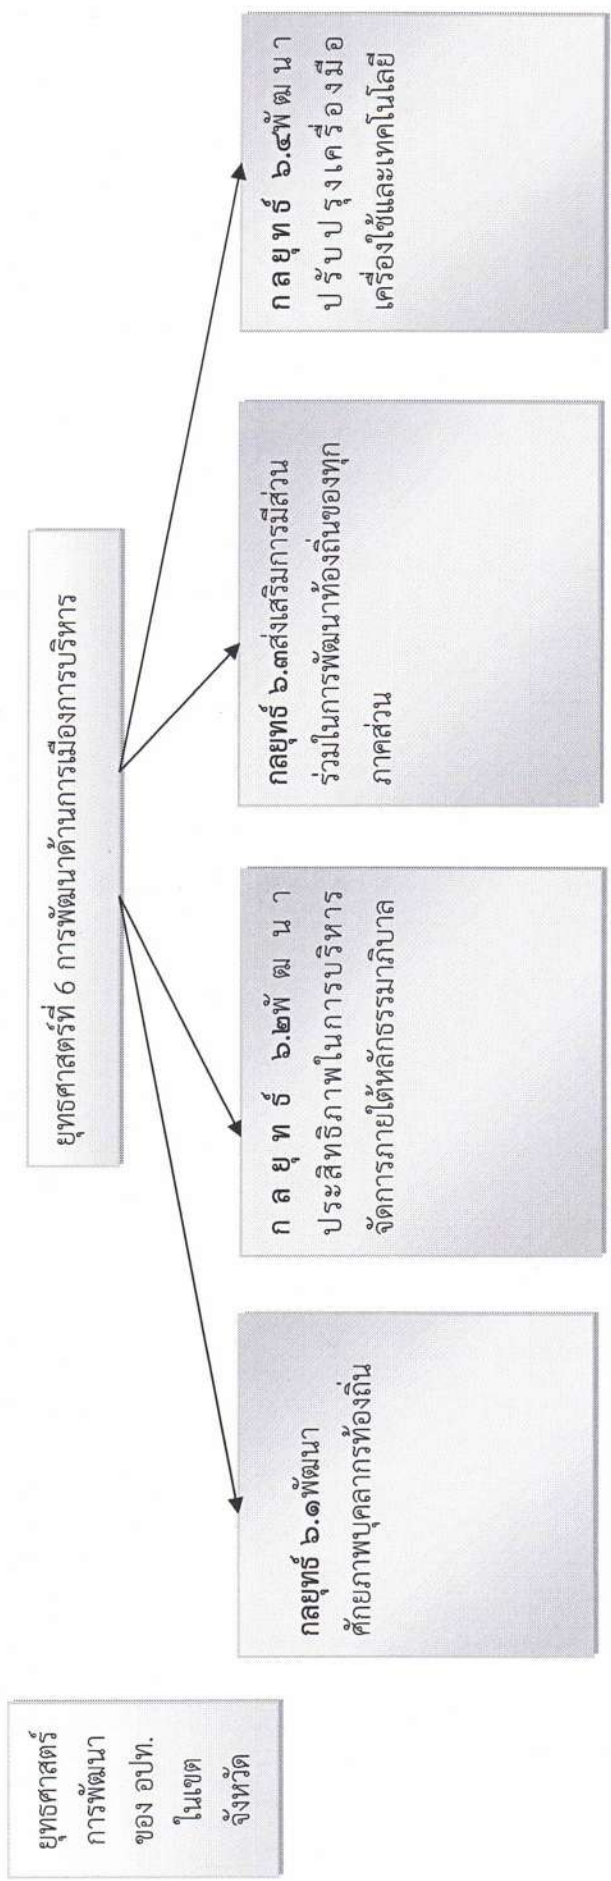 ยุทธศาสตร์
การพัฒนา
ของ อปท.
ในเขต
จังหวัด
ยุทธศาสตร์ที่ 6 การพัฒนาด้านการเมืองการบริหาร
กลยุทธ์ ๖.๑พัฒนา
ศักยภาพบุคลากรท้องถิ่น
กลยุทธ์ ๖.๒พัฒนา
ประสิทธิภาพในการบริหาร
จัดการภายใต้หลักธรรมาภิบาล
กลยุทธ์ ๖.๓ส่งเสริมการมีส่วน
ร่วมในการพัฒนาท้องถิ่นของทุก
ภาคส่วน
กลยุทธ์ ๖.๔พัฒนา
ปรับปรุงเครื่องมือ
เครื่องใช้และเทคโนโลยี